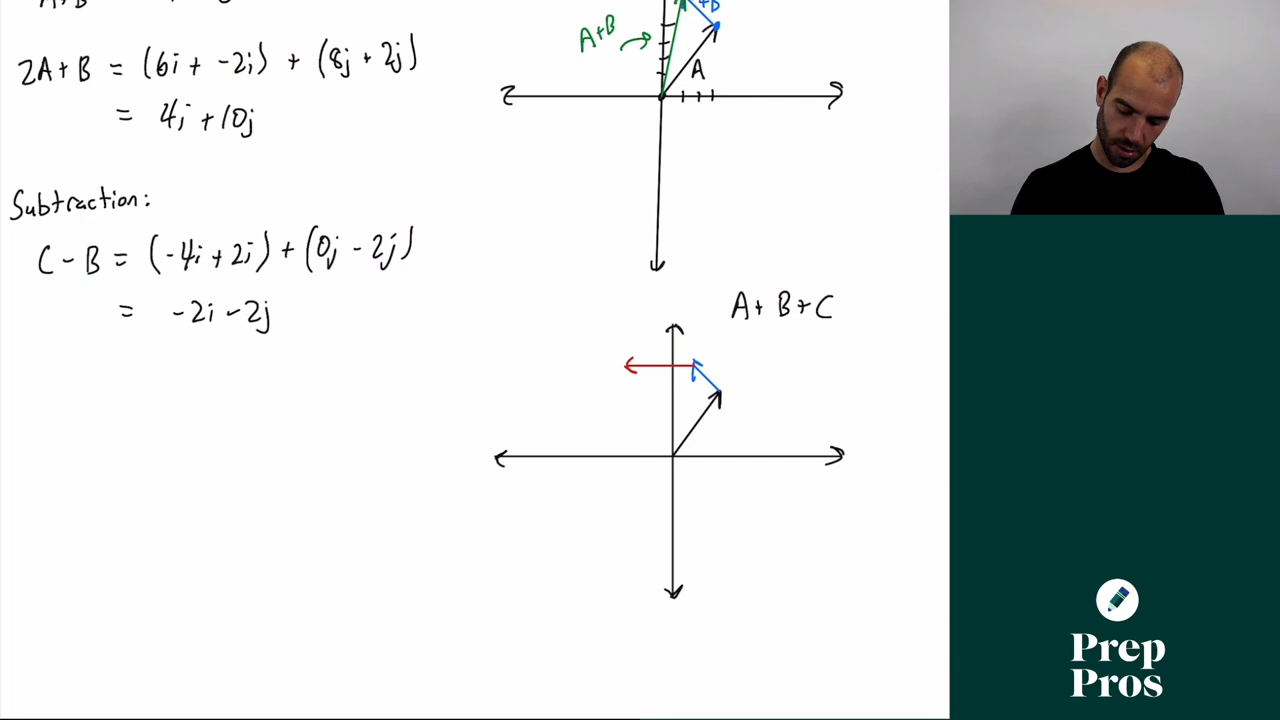 A+B
2A+B = (6i + -2i) + (8j + 2j)
= 4i + 10j
Subtraction:
C - B = (-4i + 2i) + (0j - 2j)
= -2i - 2j
+B
A+B
A
A + B + C
Prep
Pros